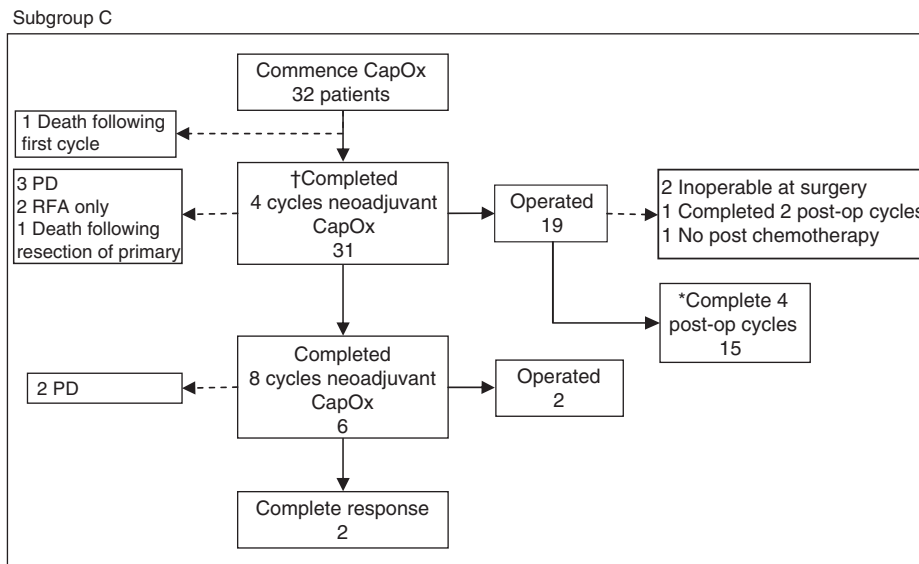 Subgroup C
Commence CapOx
32 patients
1 Death following
first cycle
3 PD
2 RFA only
1 Death following
resection of primary
†Completed
4 cycles neoadjuvant
CapOx
31
Operated
19
2 Inoperable at surgery
1 Completed 2 post-op cycles
1 No post chemotherapy
*Complete 4
post-op cycles
15
2 PD
Completed
8 cycles neoadjuvant
CapOx
6
Operated
2
Complete response
2